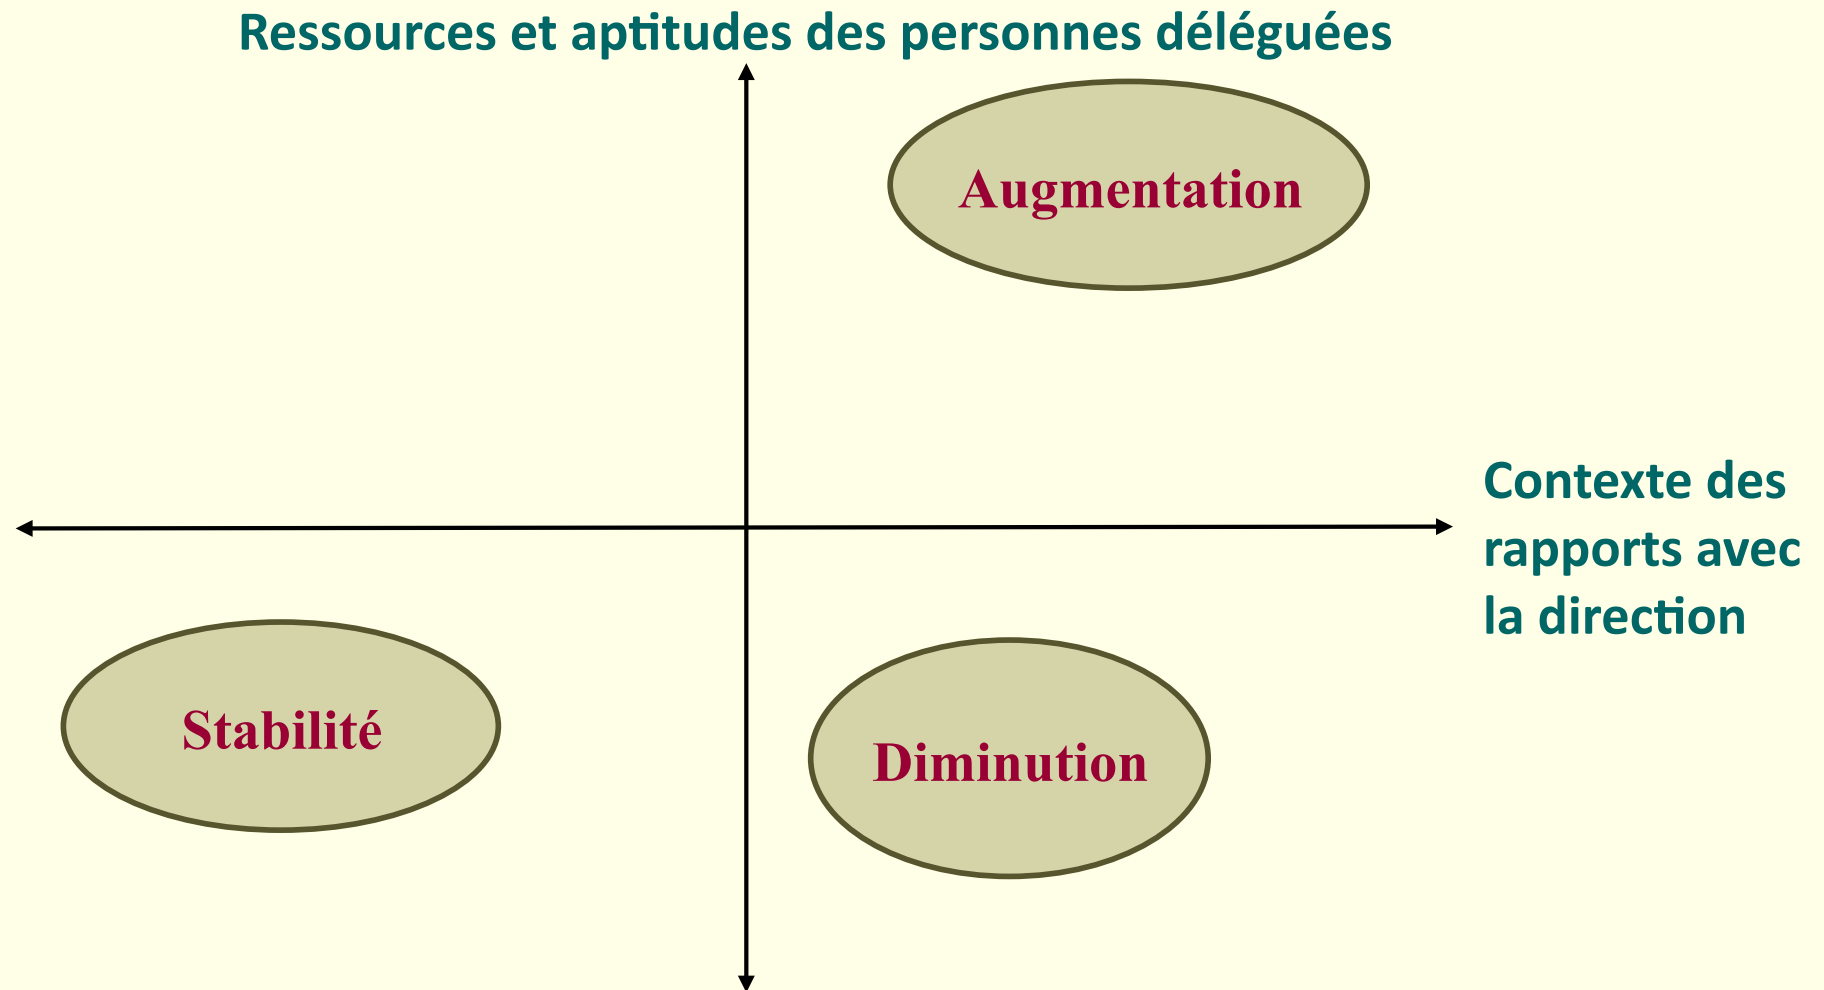 Ressources et aptitudes des personnes déléguées
Augmentation
Contexte des
rapports avec
la direction
Stabilité
Diminution